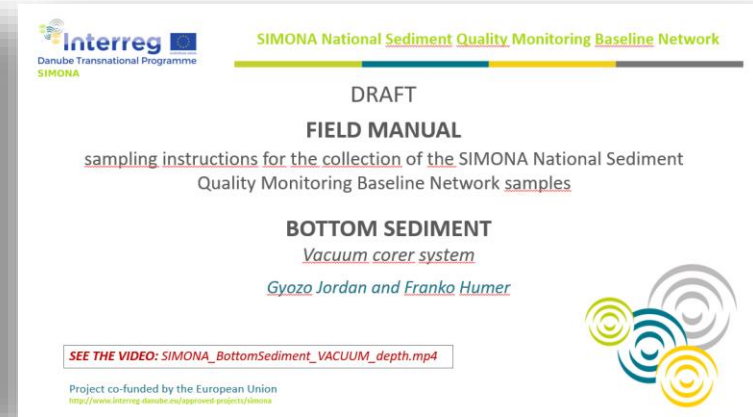 Interreg
Danube Transnational Programme
SIMONA
SIMONA National Sediment Quality Monitoring Baseline Network
DRAFT
FIELD MANUAL
sampling instructions for the collection of the SIMONA National Sediment
Quality Monitoring Baseline Network samples
BOTTOM SEDIMENT
Vacuum corer system
Gyozo Jordan and Franko Humer
SEE THE VIDEO: SIMONA_BottomSediment_VACUUM_depth.mp4
Project co-funded by the European Union
http://www.interreg-danube.eu/approved-projects/simona